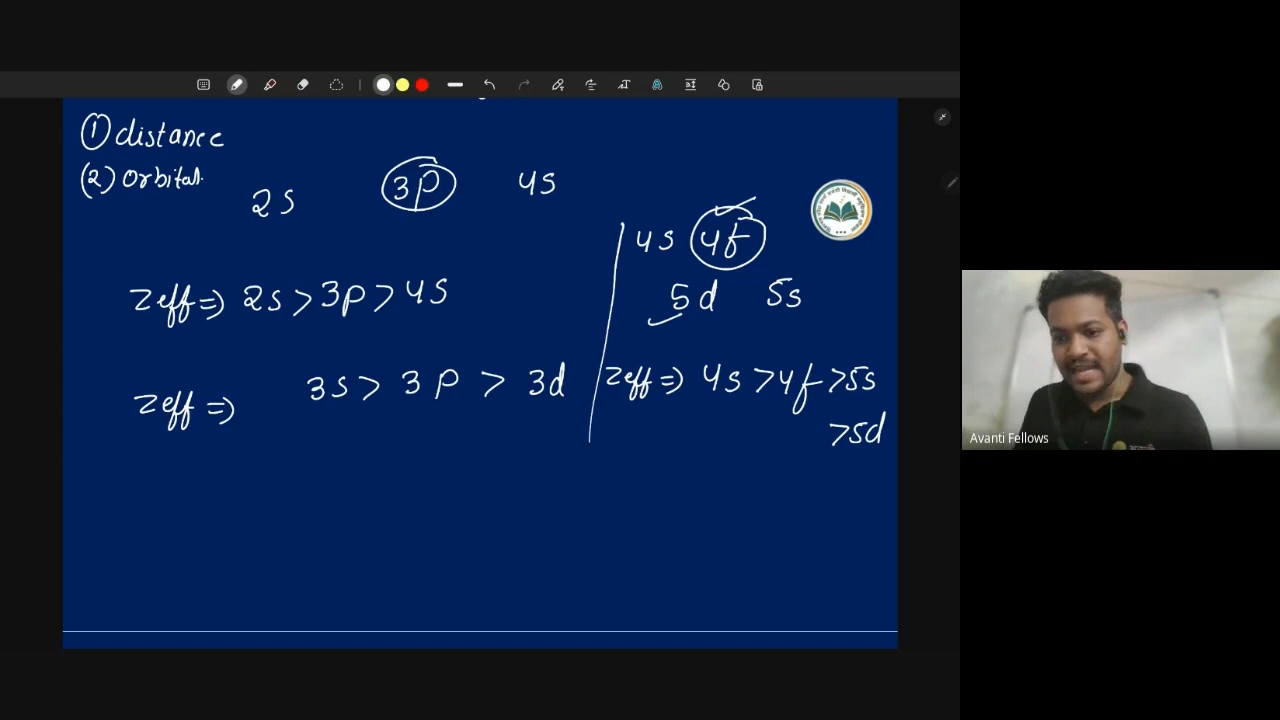 ① distance
(2) Orbital.
2s 3p 4s
Zeff ⇒ 2s > 3p > 4s
Zeff ⇒ 3s > 3p > 3d
4s 4f
5d 5s
Zeff ⇒ 4s > 4f > 5s
> 5d
Avanti Fellows